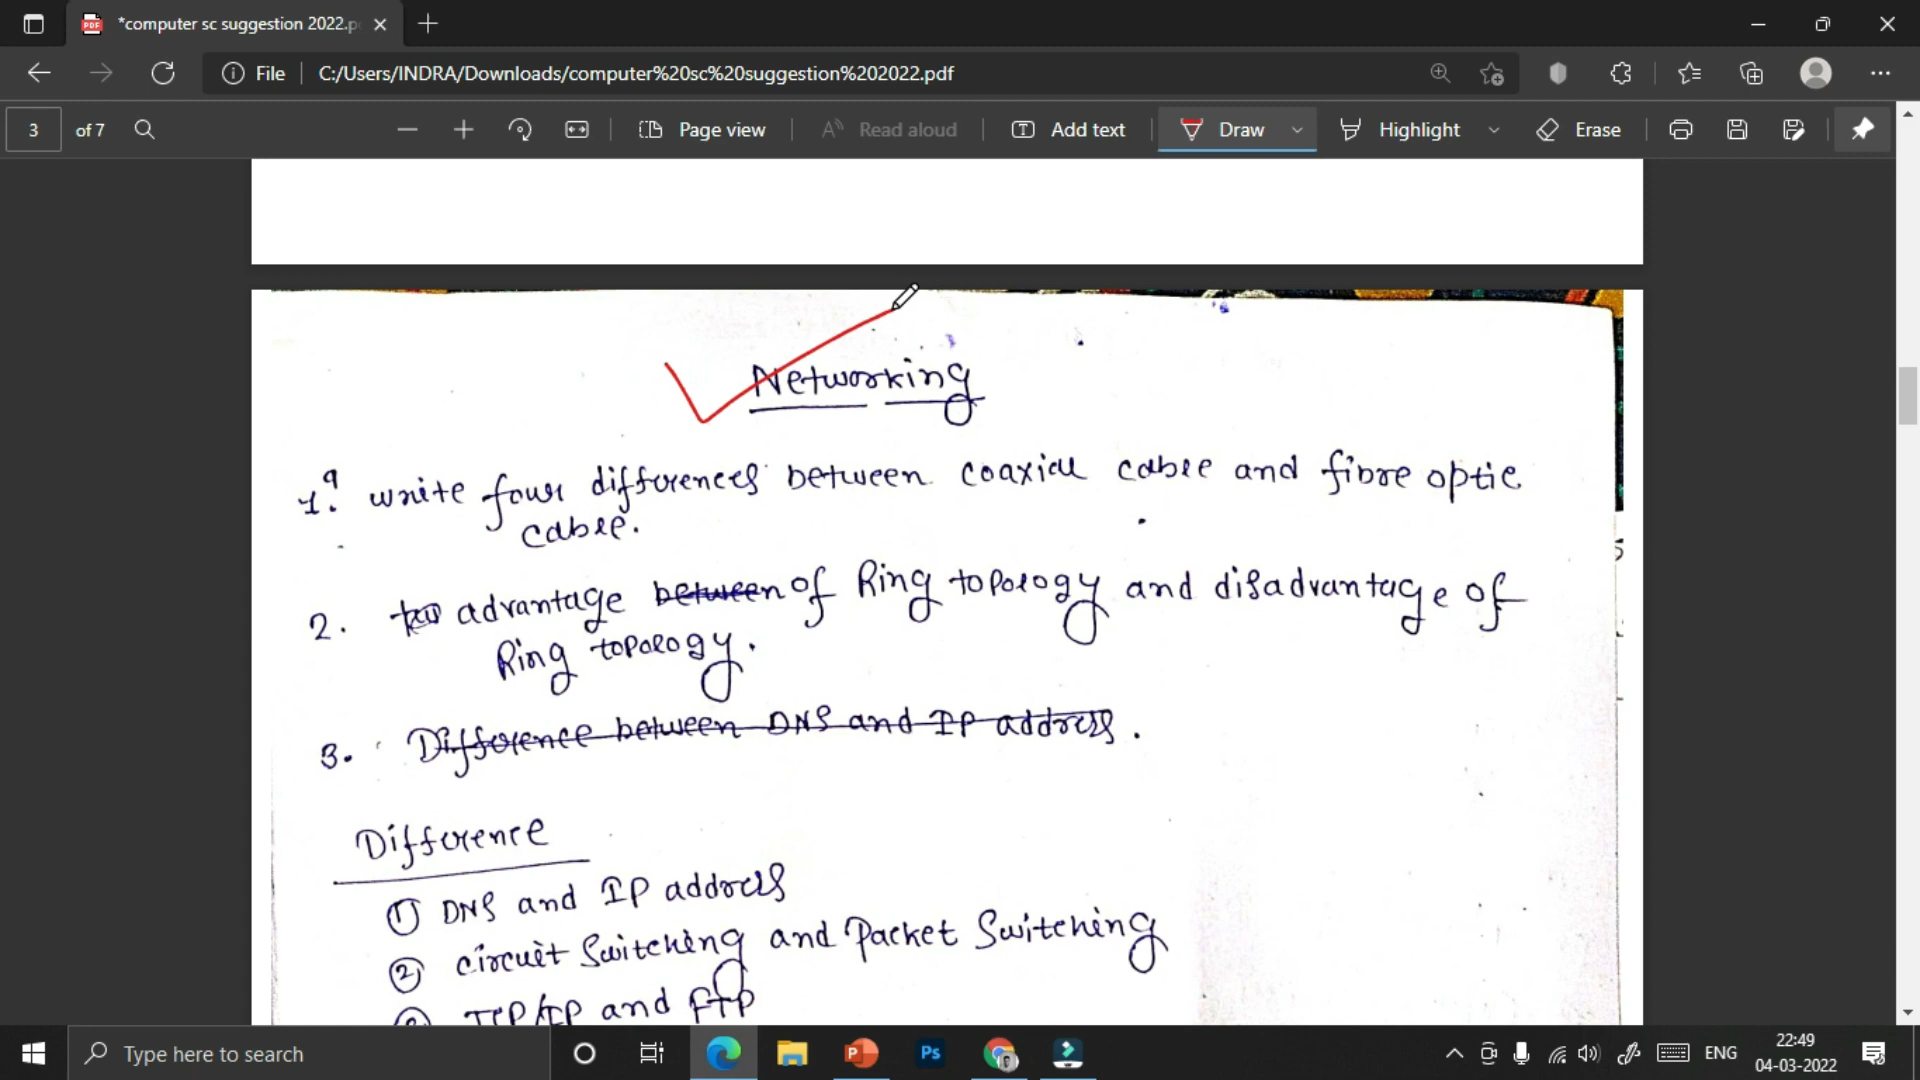 *computer sc suggestion 2022.p
File C:/Users/INDRA/Downloads/computer%20sc%20suggestion%202022.pdf
3 of 7 Page view Read aloud Add text Draw Highlight Erase
Networking
1. write four differences between coaxial cable and fibre optic
cable.
2. advantage between of Ring topology and disadvantage of
Ring topology.
3. Difference between DNS and IP address.
Difference
① DNS and IP address
② circuit switching and Packet Switching
TCP/IP and FTP
Type here to search
ENG
22:49
04-03-2022